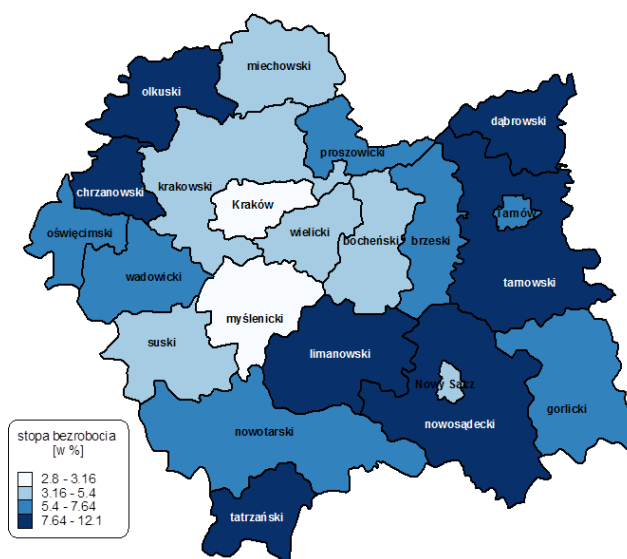 miechowski
olkuski
dąbrowski
proszowicki
chrzanowski
krakowski
Kraków
Tarnów
oświęcimski
wielicki
bocheński
brzeski
wadowicki
tarnowski
myślenicki
suski
limanowski
Nowy Sącz
gorlicki
nowosądecki
nowotarski
tatrzański
stopa bezrobocia
[w %]
2.8 - 3.16
3.16 - 5.4
5.4 - 7.64
7.64 - 12.1